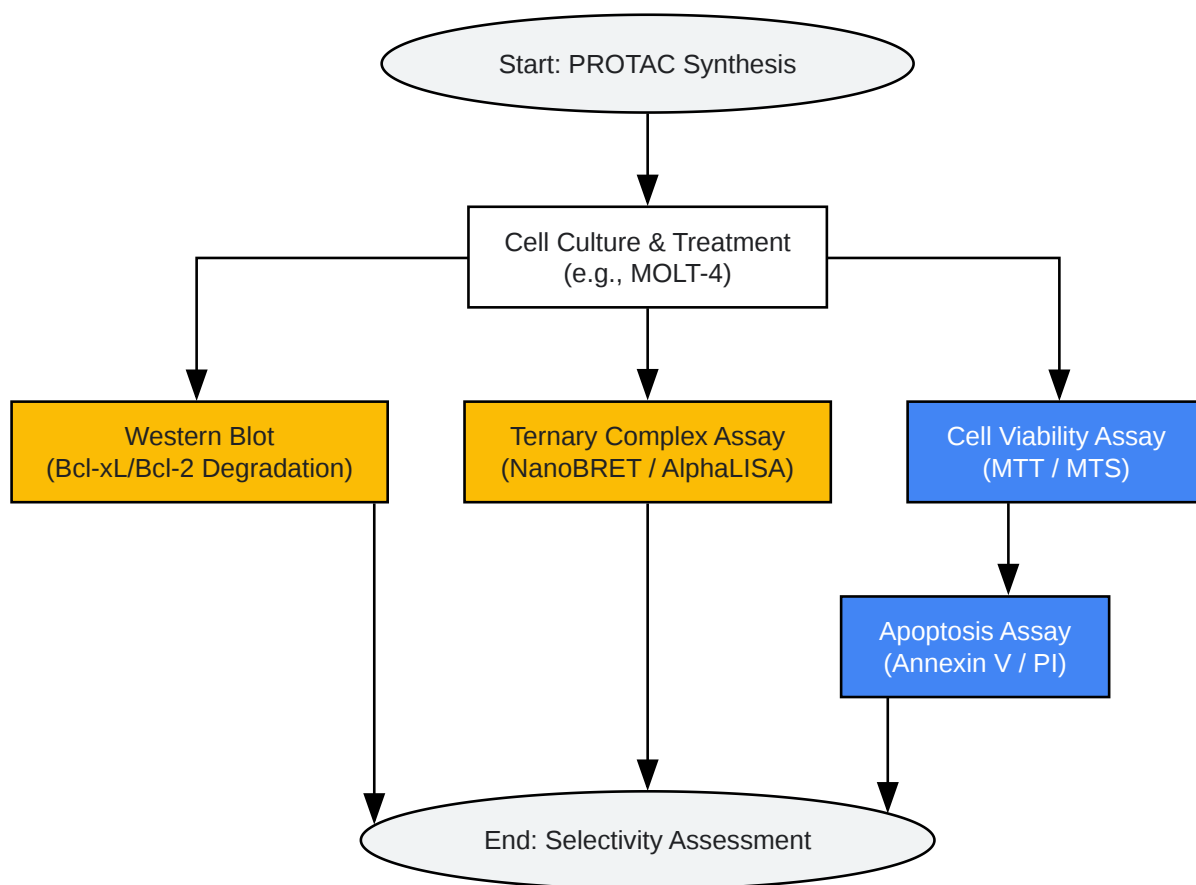 Start: PROTAC Synthesis
Cell Culture & Treatment
(e.g., MOLT-4)
Western Blot
(Bcl-xL/Bcl-2 Degradation)
Ternary Complex Assay
(NanoBRET / AlphaLISA)
Cell Viability Assay
(MTT / MTS)
Apoptosis Assay
(Annexin V / PI)
End: Selectivity Assessment